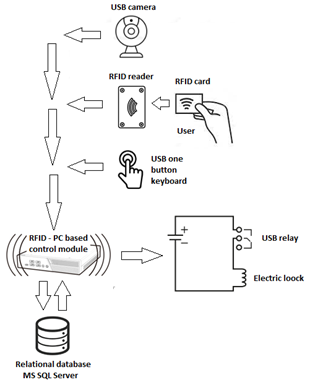 USB camera
RFID reader
RFID card
User
USB one
button
keyboard
RFID - PC based
control module
+
−
USB relay
Electric loock
Relational database
MS SQL Server